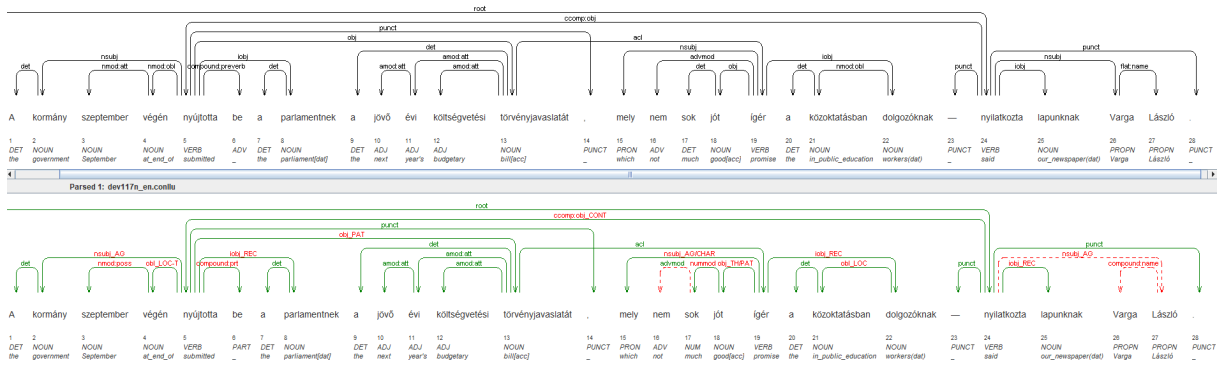 root
ccomp:obj
punct
obj acl
det nsubj
nsubj iobj amod:att advmod iobj nsubj punct
det nmod:att nmod:obl compound:preverb det amod:att amod:att det obj det nmod:obl punct iobj flat:name
A kormány szeptember végén nyújtotta be a parlamentnek a jövő évi költségvetési törvényjavaslatát , mely nem sok jót ígér a közoktatásban dolgozóknak — nyilatkozta lapunknak Varga László .
1 2 3 4 5 6 7 8 9 10 11 12 13 14 15 16 17 18 19 20 21 22 23 24 25 26 27 28
DET NOUN NOUN NOUN VERB ADV DET NOUN DET ADJ ADJ ADJ NOUN PUNCT PRON ADV DET NOUN VERB DET NOUN NOUN PUNCT VERB NOUN PROPN PROPN PUNCT
the government September at_end_of submitted _ the parliament[dat] the next year's budgetary bill[acc] _ which not much good[acc] promise the in_public_education workers(dat) _ said our_newspaper(dat) Varga László _
Parsed 1: dev117n_en.conllu
root
ccomp:obj_CONT
punct
obj_PAT
det acl
nsubj_AG iobj_REC amod:att nsubj_AG/CHAR iobj_REC nsubj_AG punct
det nmod:poss obl_LOC-T compound:prt det amod:att amod:att advmod nummod obj_TH/PAT det obl_LOC punct iobj_REC compound:name
A kormány szeptember végén nyújtotta be a parlamentnek a jövő évi költségvetési törvényjavaslatát , mely nem sok jót ígér a közoktatásban dolgozóknak — nyilatkozta lapunknak Varga László .
1 2 3 4 5 6 7 8 9 10 11 12 13 14 15 16 17 18 19 20 21 22 23 24 25 26 27 28
DET NOUN NOUN NOUN VERB PART DET NOUN DET ADJ ADJ ADJ NOUN PUNCT PRON ADV NUM NOUN VERB DET NOUN NOUN PUNCT VERB NOUN PROPN PROPN PUNCT
the government September at_end_of submitted _ the parliament[dat] the next year's budgetary bill[acc] _ which not much good[acc] promise the in_public_education workers(dat) _ said our_newspaper(dat) Varga László _